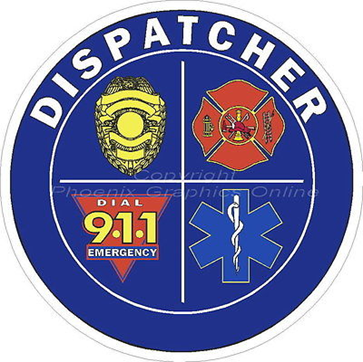 DISPATCHER
Copyright
Phoenix Graphics Online
DIAL
9·1·1
EMERGENCY